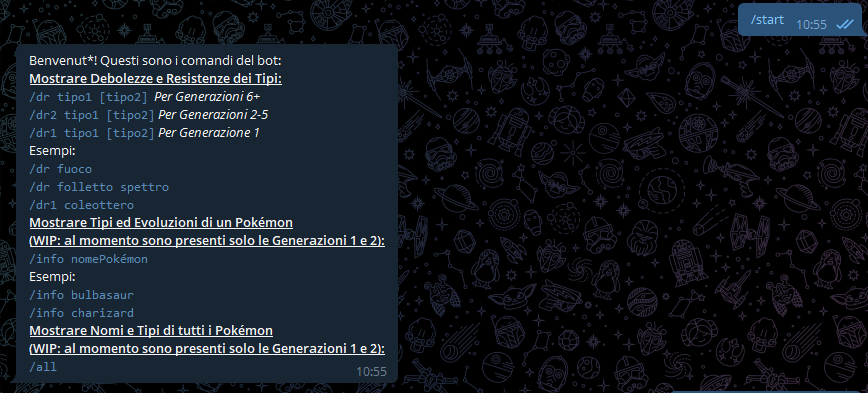 /start 10:55
Benvenut*! Questi sono i comandi del bot:
Mostrare Debolezze e Resistenze dei Tipi:
/dr tipo1 [tipo2] Per Generazioni 6+
/dr2 tipo1 [tipo2] Per Generazioni 2-5
/dr1 tipo1 [tipo2] Per Generazione 1
Esempi:
/dr fuoco
/dr folletto spettro
/dr1 coleottero
Mostrare Tipi ed Evoluzioni di un Pokémon
(WIP: al momento sono presenti solo le Generazioni 1 e 2):
/info nomePokémon
Esempi:
/info bulbasaur
/info charizard
Mostrare Nomi e Tipi di tutti i Pokémon
(WIP: al momento sono presenti solo le Generazioni 1 e 2):
/all
10:55